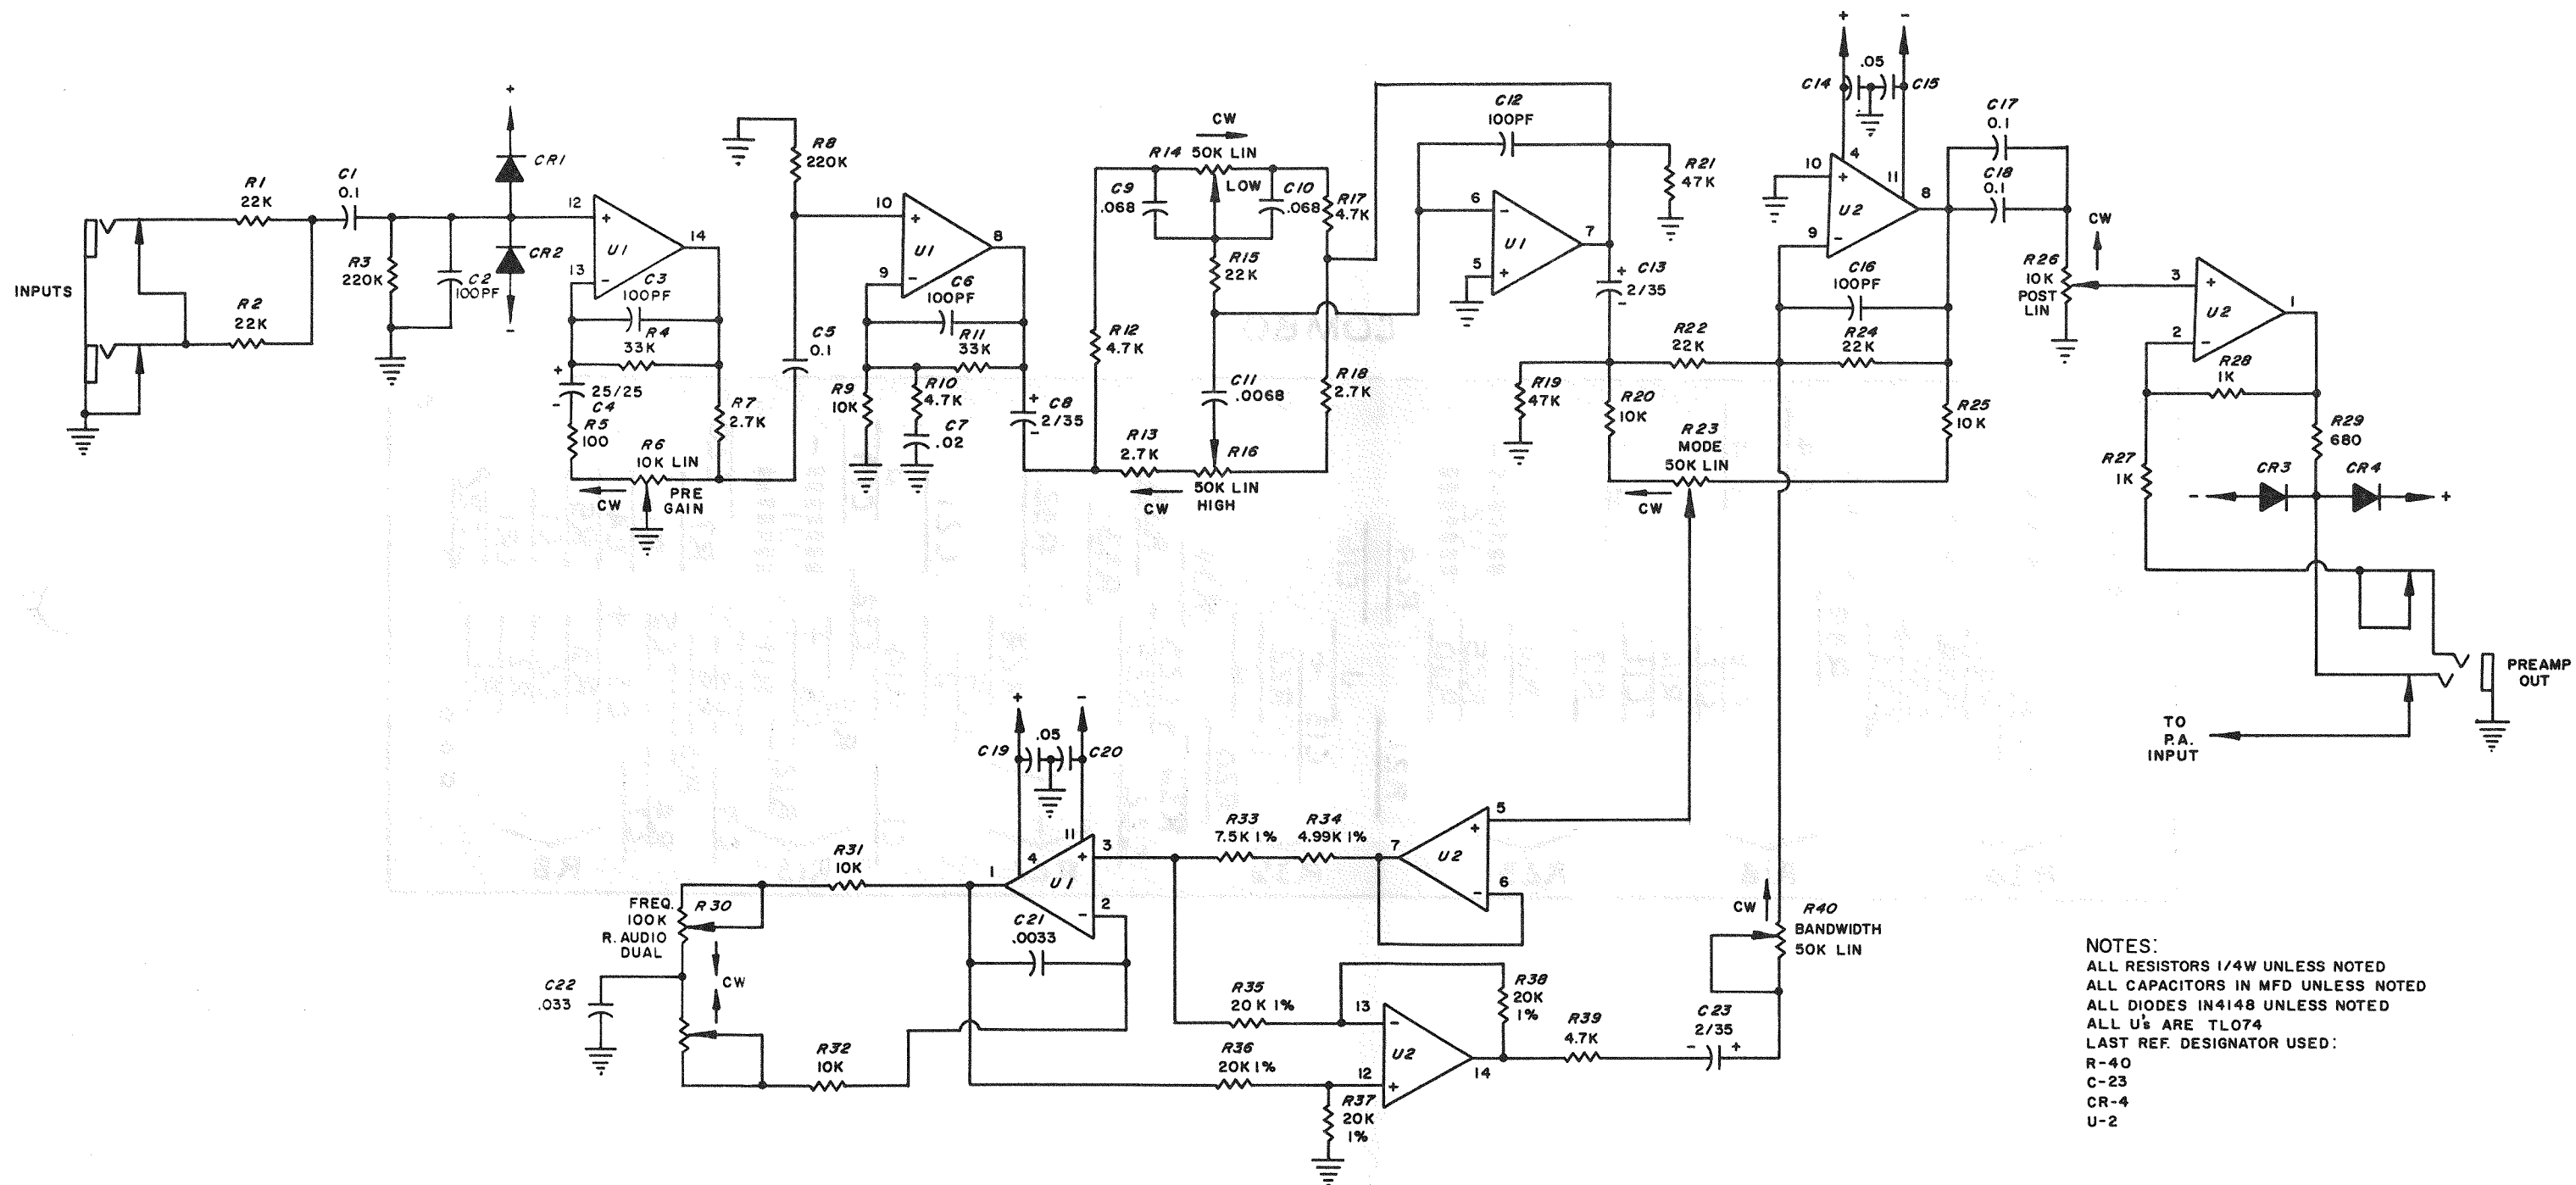 INPUTS
R1
22K
R2
22K
C1
0.1
R3
220K
C2
100PF
+
CR1
CR2
-
12
+
U1
14
13
-
C3
100PF
R4
33K
+
25/25
-
C4
R5
100
R6
10K LIN
CW
PRE
GAIN
R7
2.7K
R8
220K
C5
0.1
10
+
U1
8
9
-
C6
100PF
R11
33K
R9
10K
R10
4.7K
C7
.02
+
C8
2/35
-
CW
R14 50K LIN
LOW
C9
.068
C10
.068
R17
4.7K
R15
22K
R12
4.7K
C11
.0068
R18
2.7K
R13
2.7K
R16
50K LIN
HIGH
CW
C12
100PF
6
-
U1
7
5
+
R21
47K
+
C13
2/35
-
R19
47K
R22
22K
R20
10K
R23
MODE
50K LIN
CW
+
-
.05
C14
C15
10
+
4
11
U2
8
9
-
C16
100PF
R24
22K
R25
10K
C17
0.1
C18
0.1
CW
R26
10K
POST
LIN
3
+
U2
1
2
-
R28
1K
R27
1K
R29
680
CR3
CR4
-
+
PREAMP
OUT
TO
P.A.
INPUT
+
-
.05
C19
C20
4
11
3
+
U1
1
2
-
C21
.0033
R31
10K
FREQ.
100K
R. AUDIO
DUAL
R30
CW
C22
.033
R32
10K
R33
7.5K 1%
R34
4.99K 1%
7
U2
5
+
6
-
R35
20K 1%
R36
20K 1%
R37
20K
1%
13
-
U2
12
+
14
R38
20K
1%
R39
4.7K
C23
2/35
-
+
CW
R40
BANDWIDTH
50K LIN
NOTES:
ALL RESISTORS 1/4W UNLESS NOTED
ALL CAPACITORS IN MFD UNLESS NOTED
ALL DIODES IN4148 UNLESS NOTED
ALL U's ARE TL074
LAST REF. DESIGNATOR USED:
R-40
C-23
CR-4
U-2